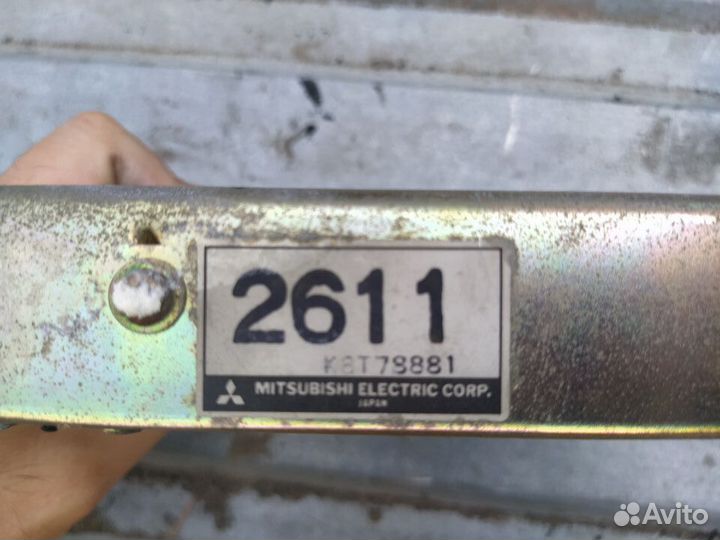 2611
K8T78881
MITSUBISHI ELECTRIC CORP.
JAPAN
Avito